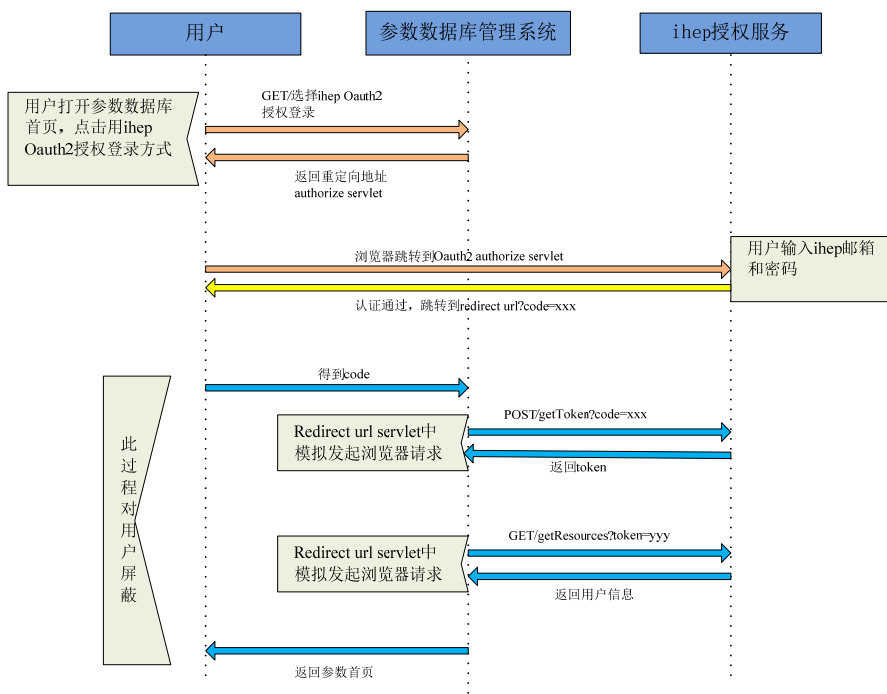 用户
参数数据库管理系统
ihep授权服务
用户打开参数数据库
首页，点击用ihep
Oauth2授权登录方式
GET/选择ihep Oauth2
授权登录
返回重定向地址
authorize servlet
浏览器跳转到Oauth2 authorize servlet
用户输入ihep邮箱
和密码
认证通过，跳转到redirect url?code=xxx
此过程对用户屏蔽
得到code
Redirect url servlet中
模拟发起浏览器请求
POST/getToken?code=xxx
返回token
Redirect url servlet中
模拟发起浏览器请求
GET/getResources?token=yyy
返回用户信息
返回参数首页